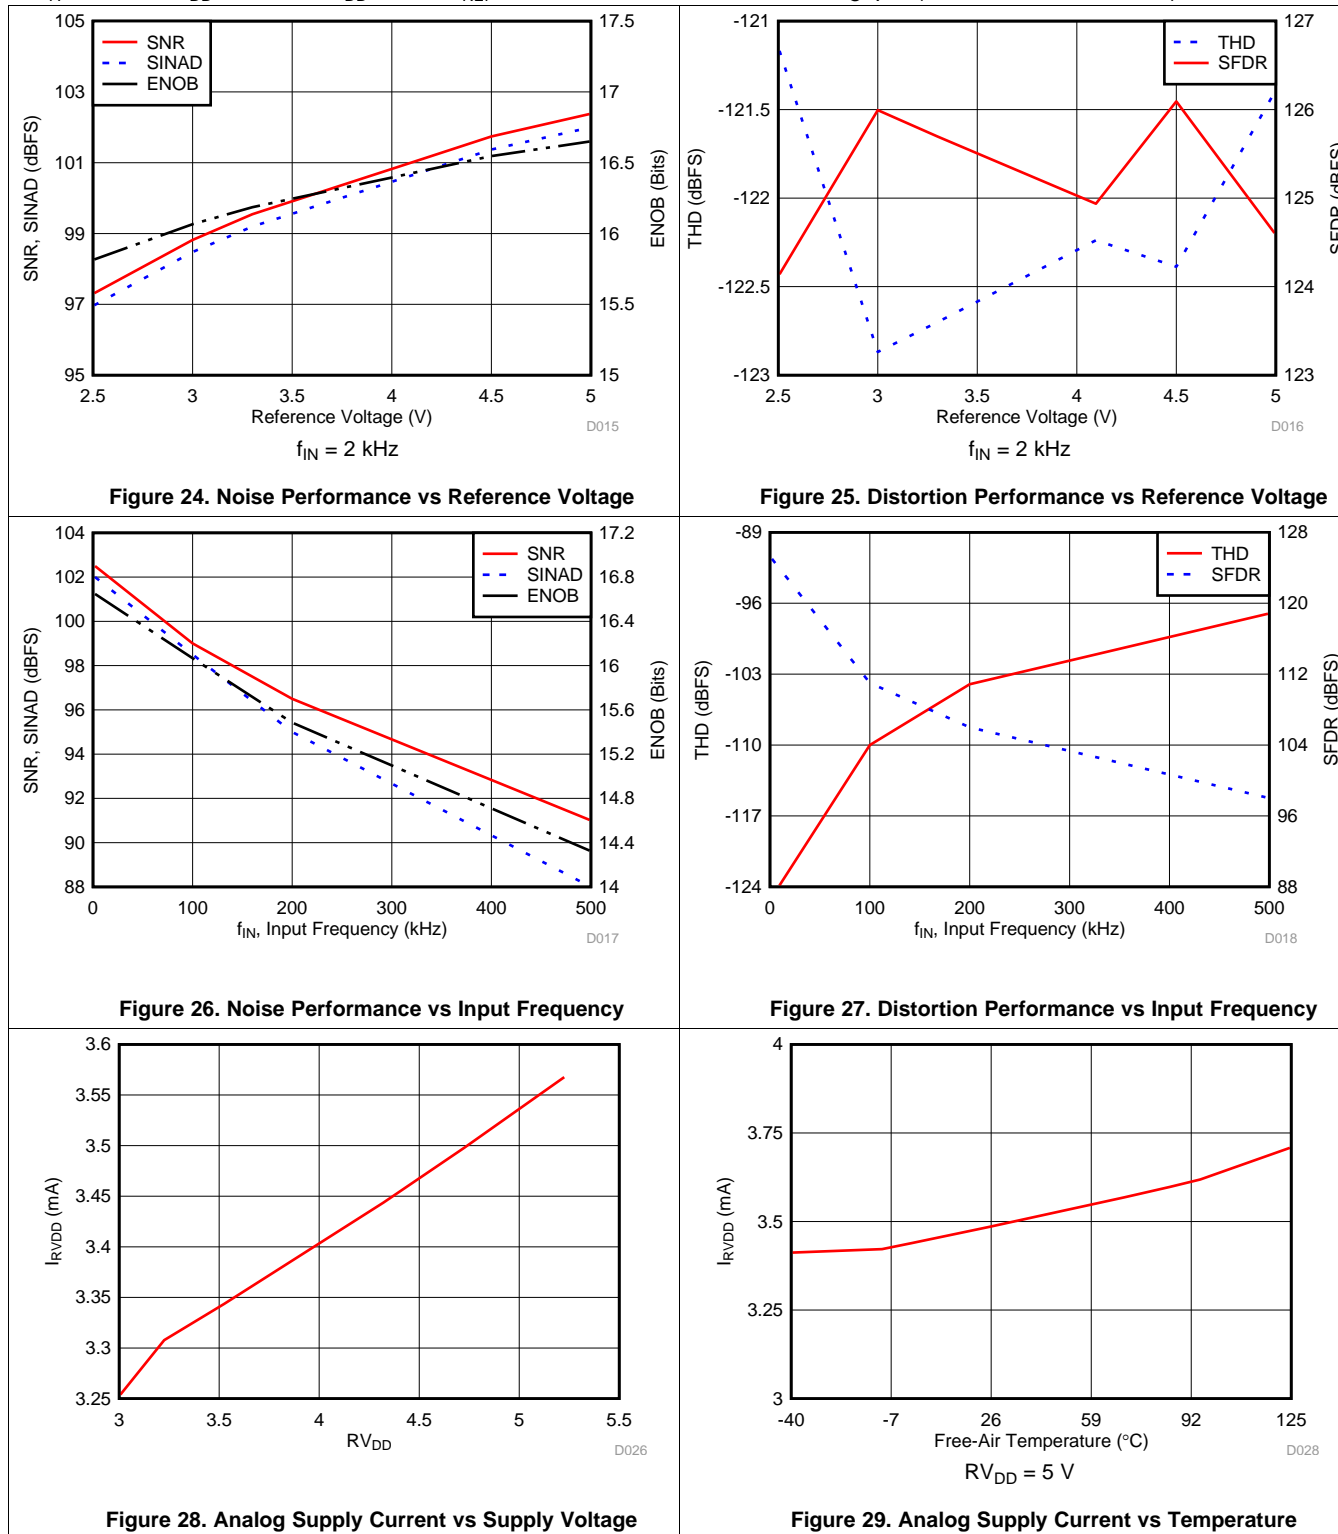 105
103
101
99
97
95
17.5
17
16.5
16
15.5
15
SNR
SINAD
ENOB
SNR, SINAD (dBFS)
ENOB (Bits)
2.5 3 3.5 4 4.5 5
Reference Voltage (V)
D015
fIN = 2 kHz
Figure 24. Noise Performance vs Reference Voltage
-121
-121.5
-122
-122.5
-123
127
126
125
124
123
THD
SFDR
THD (dBFS)
SFDR (dBFS)
2.5 3 3.5 4 4.5 5
Reference Voltage (V)
D016
fIN = 2 kHz
Figure 25. Distortion Performance vs Reference Voltage
104
102
100
98
96
94
92
90
88
17.2
16.8
16.4
16
15.6
15.2
14.8
14.4
14
SNR
SINAD
ENOB
SNR, SINAD (dBFS)
ENOB (Bits)
0 100 200 300 400 500
fIN, Input Frequency (kHz)
D017
Figure 26. Noise Performance vs Input Frequency
-89
-96
-103
-110
-117
-124
128
120
112
104
96
88
THD
SFDR
THD (dBFS)
SFDR (dBFS)
0 100 200 300 400 500
fIN, Input Frequency (kHz)
D018
Figure 27. Distortion Performance vs Input Frequency
3.6
3.55
3.5
3.45
3.4
3.35
3.3
3.25
IRVDD (mA)
3 3.5 4 4.5 5 5.5
RVDD
D026
Figure 28. Analog Supply Current vs Supply Voltage
4
3.75
3.5
3.25
3
IRVDD (mA)
-40 -7 26 59 92 125
Free-Air Temperature (°C)
D028
RVDD = 5 V
Figure 29. Analog Supply Current vs Temperature